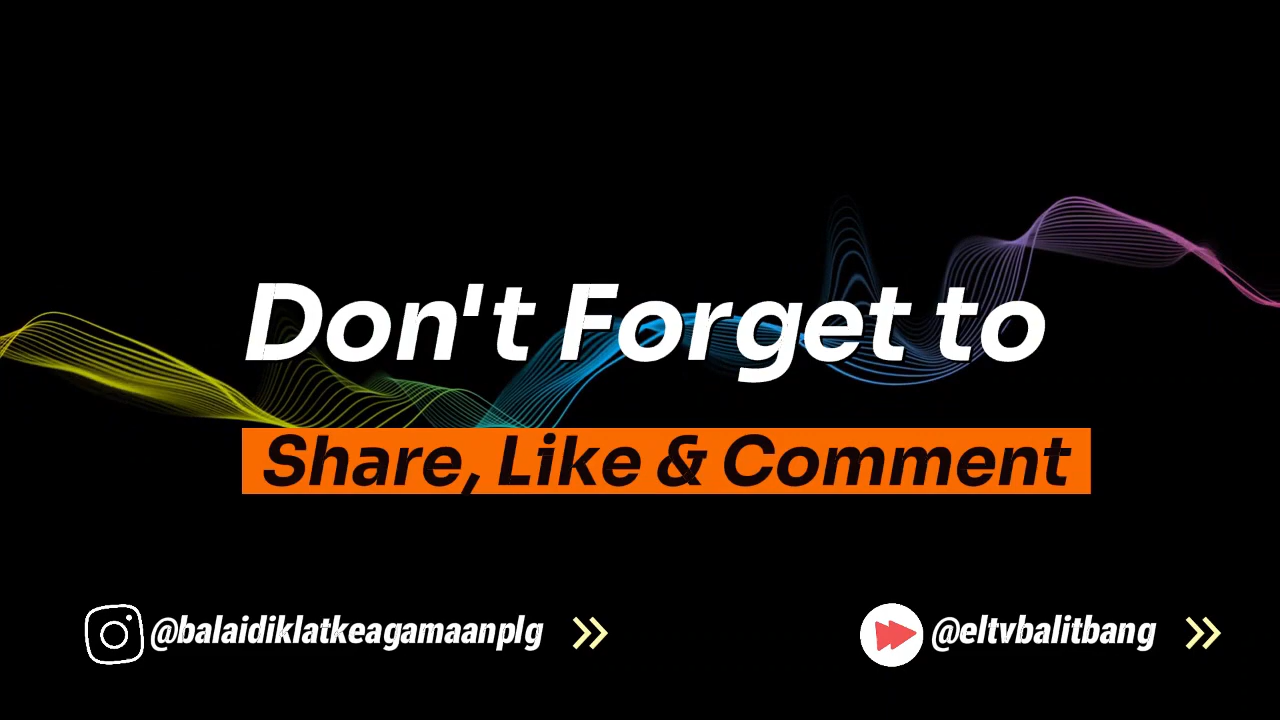 Don't Forget to
Share, Like & Comment
@balaidiklatkeagamaanplg
@eltvbalitbang